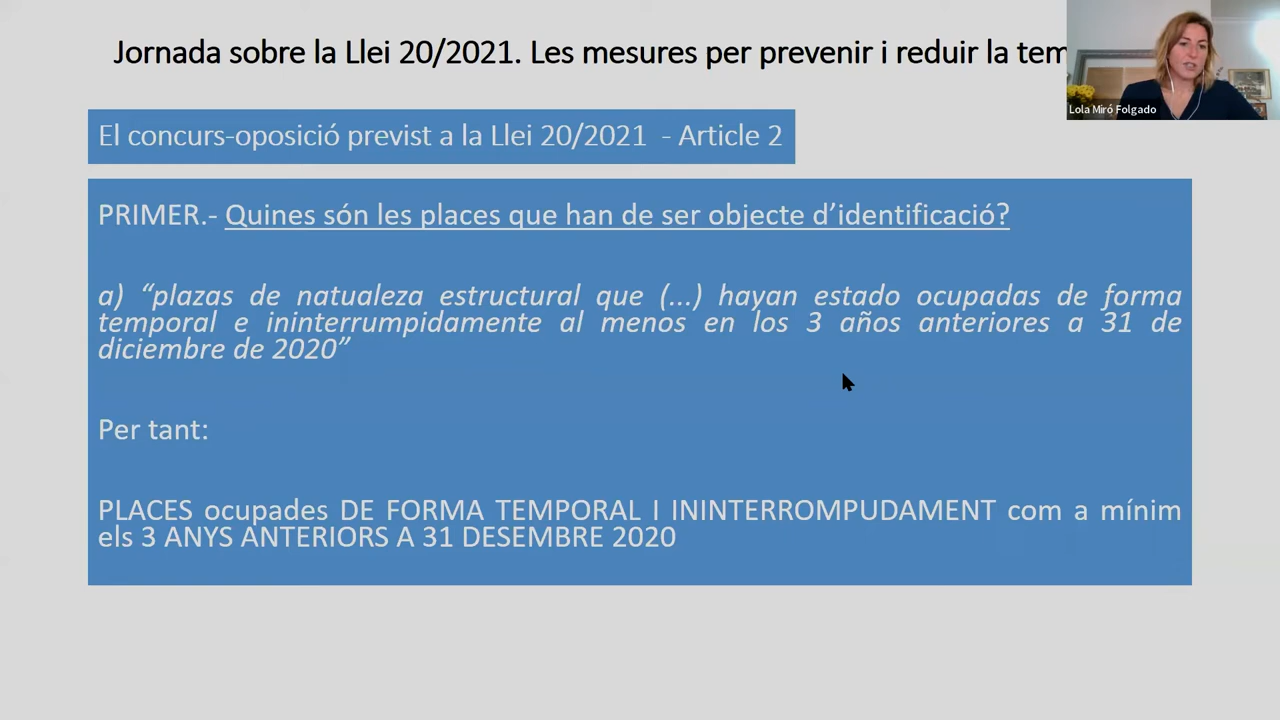 Jornada sobre la Llei 20/2021. Les mesures per prevenir i reduir la tem
Lola Miró Folgado
El concurs-oposició previst a la Llei 20/2021 - Article 2
PRIMER.- Quines són les places que han de ser objecte d’identificació?
a) “plazas de natualeza estructural que (...) hayan estado ocupadas de forma
temporal e ininterrumpidamente al menos en los 3 años anteriores a 31 de
diciembre de 2020”
Per tant:
PLACES ocupades DE FORMA TEMPORAL I ININTERROMPUDAMENT com a mínim
els 3 ANYS ANTERIORS A 31 DESEMBRE 2020